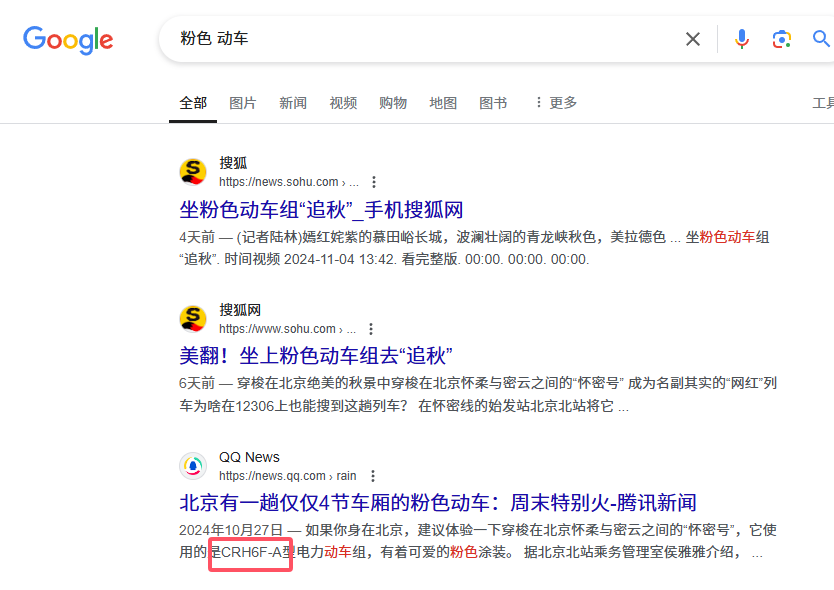 Google
粉色 动车
全部 图片 新闻 视频 购物 地图 图书 更多 工具
搜狐
https://news.sohu.com › ...
坐粉色动车组“追秋”_手机搜狐网
4天前 — (记者陆林)嫣红姹紫的慕田峪长城，波澜壮阔的青龙峡秋色，美拉德色 ... 坐粉色动车组
“追秋”. 时间视频 2024-11-04 13:42. 看完整版. 00:00. 00:00. 00:00.
搜狐网
https://www.sohu.com › ...
美翻！坐上粉色动车组去“追秋”
6天前 — 穿梭在北京绝美的秋景中穿梭在北京怀柔与密云之间的“怀密号” 成为名副其实的“网红”列
车为啥在12306上也能搜到这趟列车？ 在怀密线的始发站北京北站将它 ...
QQ News
https://news.qq.com › rain
北京有一趟仅仅4节车厢的粉色动车：周末特别火-腾讯新闻
2024年10月27日 — 如果你身在北京，建议体验一下穿梭在北京怀柔与密云之间的“怀密号”，它使
用的是CRH6F-A型电力动车组，有着可爱的粉色涂装。 据北京北站乘务管理室侯雅雅介绍， ...